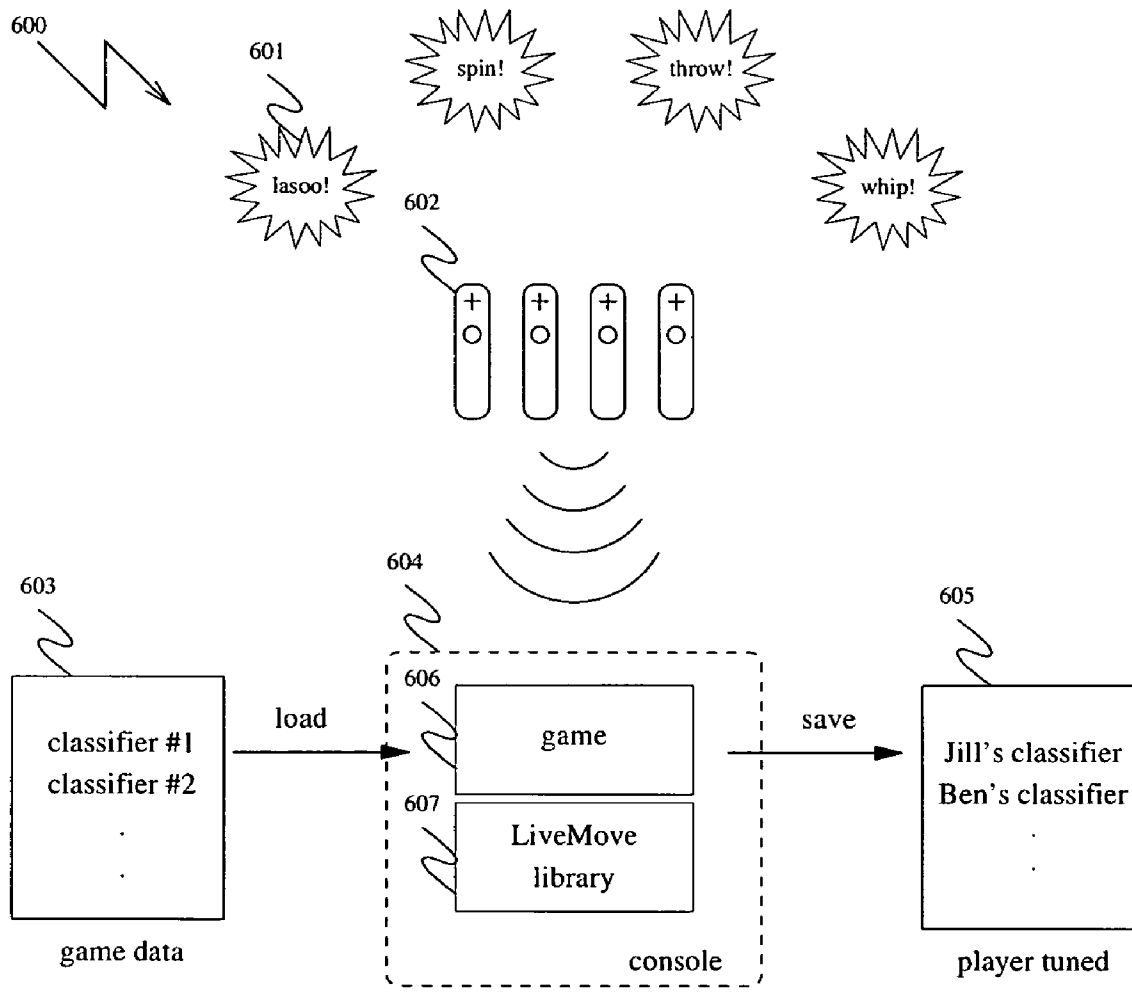 600
601
spin!
throw!
lasoo!
whip!
602
+ + + +
603
604
605
606
607
classifier #1
classifier #2
.
.
load
game
LiveMove
library
save
Jill's classifier
Ben's classifier
.
.
game data
console
player tuned